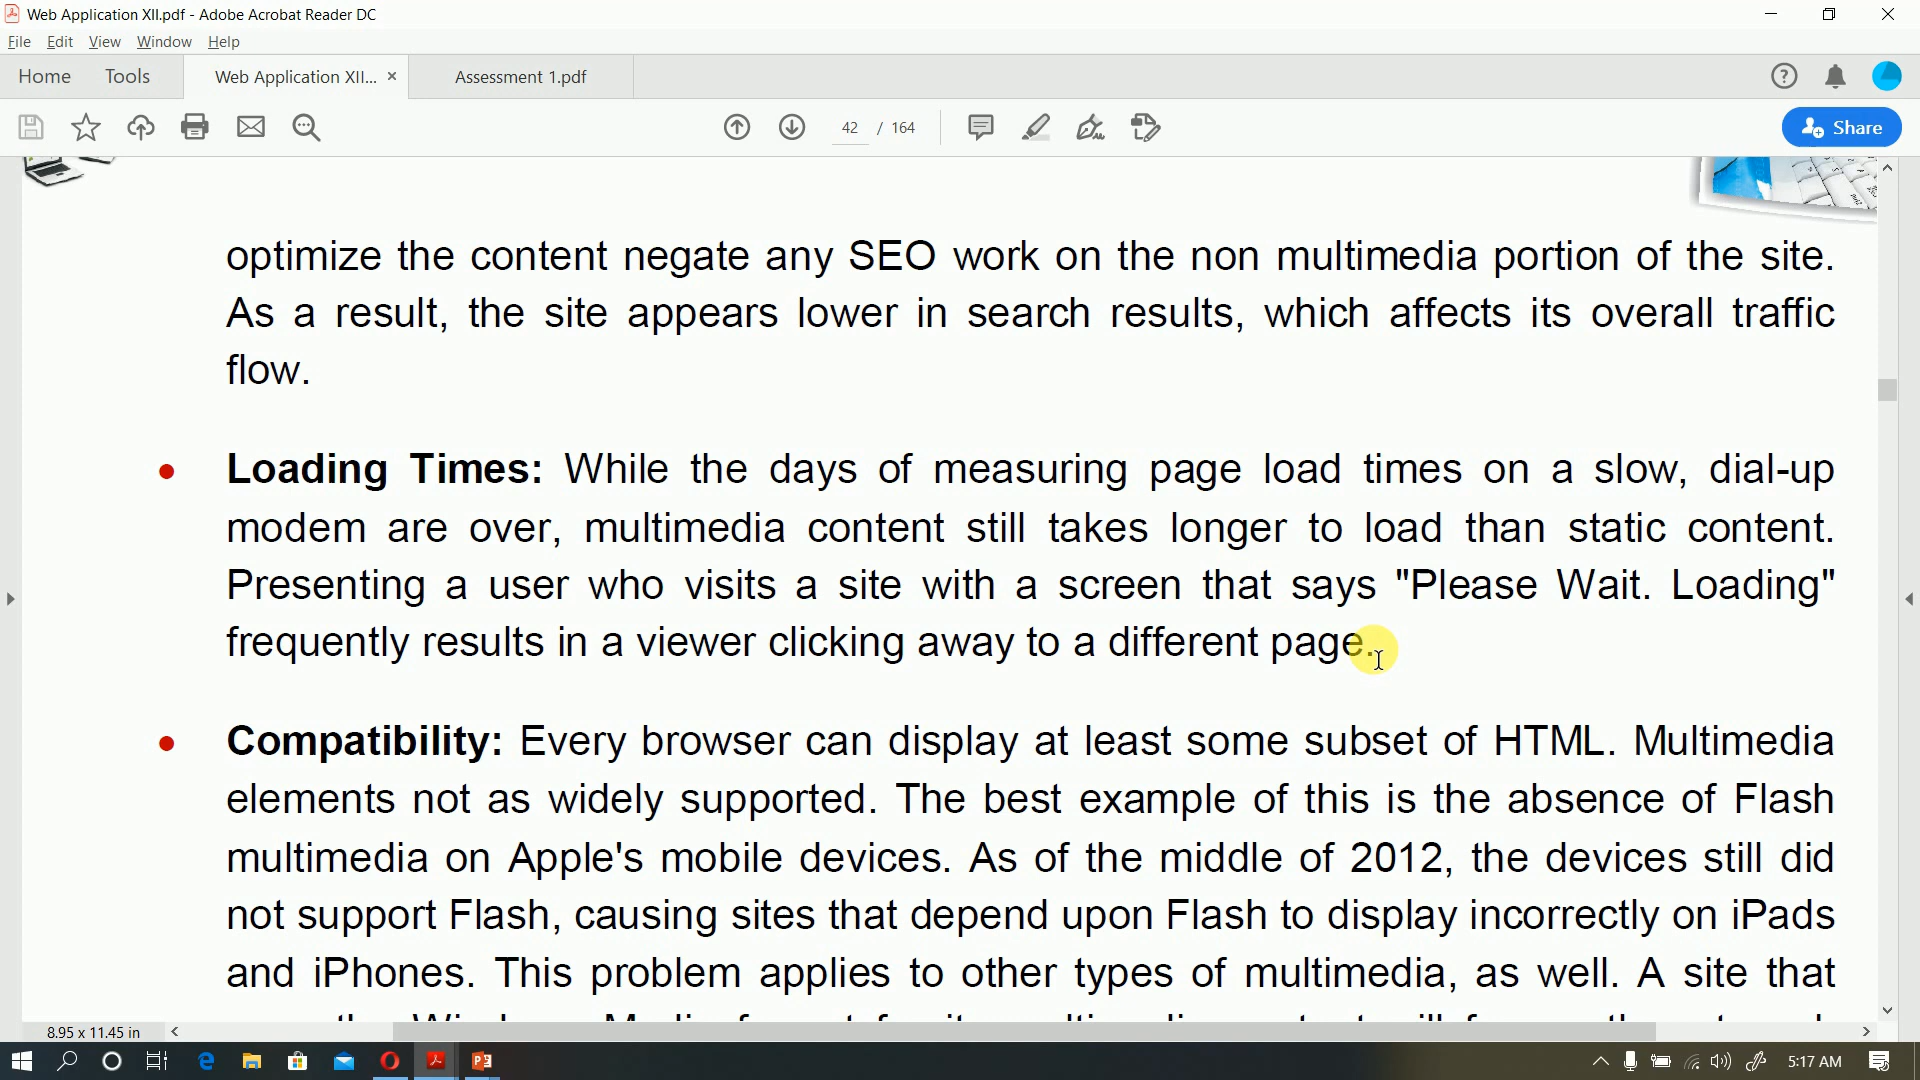 Web Application XII.pdf - Adobe Acrobat Reader DC
File Edit View Window Help
Home Tools Web Application XII... × Assessment 1.pdf
42 / 164
Share
optimize the content negate any SEO work on the non multimedia portion of the site.
As a result, the site appears lower in search results, which affects its overall traffic
flow.
• Loading Times: While the days of measuring page load times on a slow, dial-up
modem are over, multimedia content still takes longer to load than static content.
Presenting a user who visits a site with a screen that says "Please Wait. Loading"
frequently results in a viewer clicking away to a different page.
• Compatibility: Every browser can display at least some subset of HTML. Multimedia
elements not as widely supported. The best example of this is the absence of Flash
multimedia on Apple's mobile devices. As of the middle of 2012, the devices still did
not support Flash, causing sites that depend upon Flash to display incorrectly on iPads
and iPhones. This problem applies to other types of multimedia, as well. A site that
8.95 x 11.45 in
5:17 AM